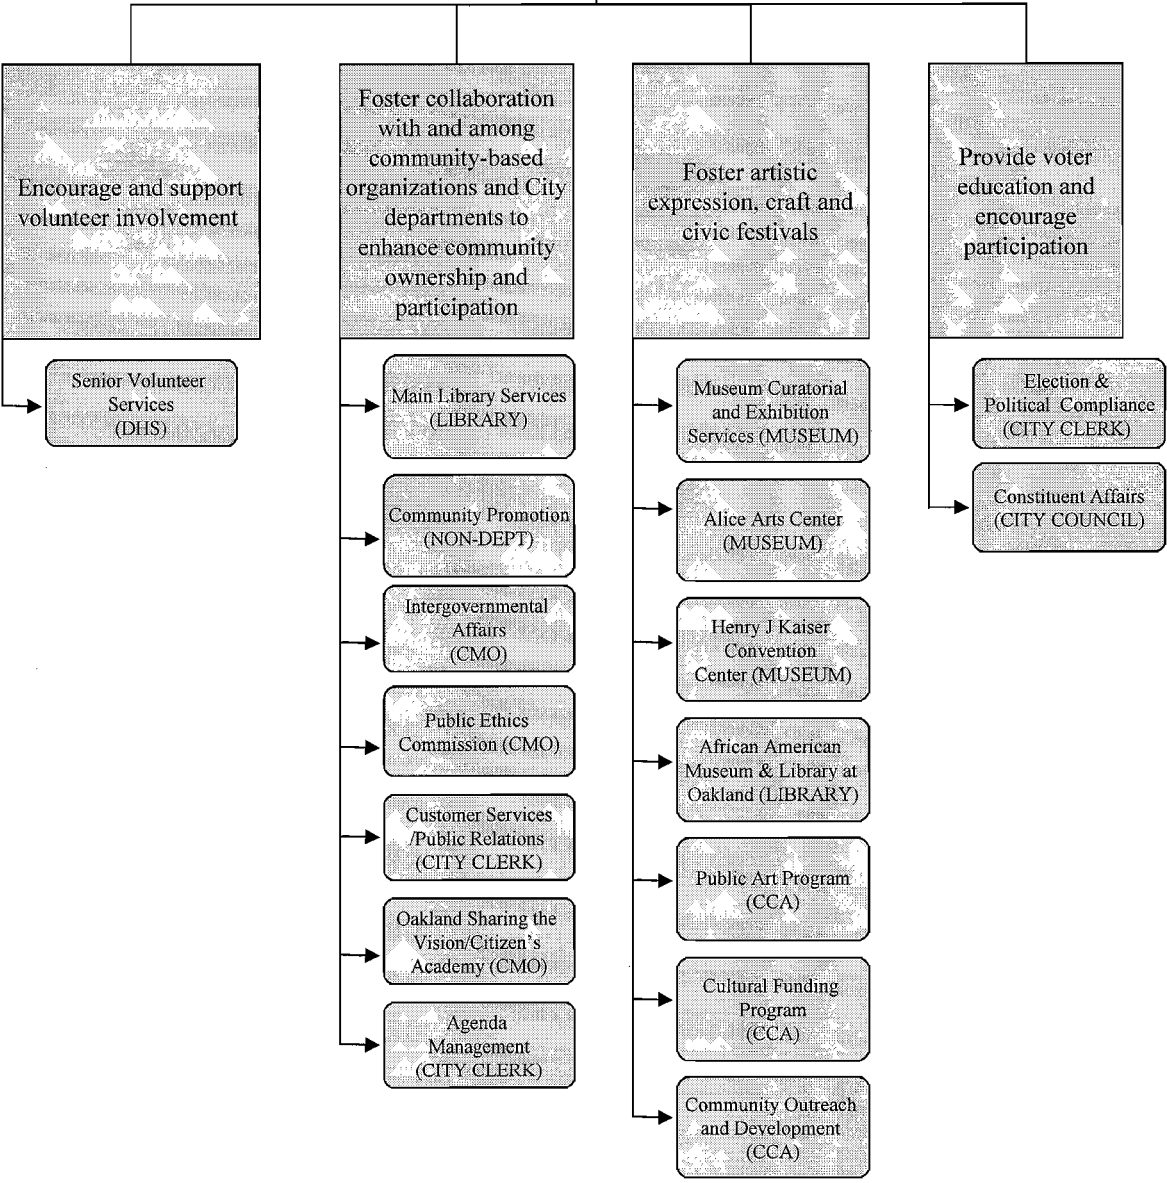 Encourage and support
volunteer involvement
Senior Volunteer
Services
(DHS)
Foster collaboration
with and among
community-based
organizations and City
departments to
enhance community
ownership and
participation
Main Library Services
(LIBRARY)
Community Promotion
(NON-DEPT)
Intergovernmental
Affairs
(CMO)
Public Ethics
Commission (CMO)
Customer Services
/Public Relations
(CITY CLERK)
Oakland Sharing the
Vision/Citizen's
Academy (CMO)
Agenda
Management
(CITY CLERK)
Foster artistic
expression, craft and
civic festivals
Museum Curatorial
and Exhibition
Services (MUSEUM)
Alice Arts Center
(MUSEUM)
Henry J Kaiser
Convention
Center (MUSEUM)
African American
Museum & Library at
Oakland (LIBRARY)
Public Art Program
(CCA)
Cultural Funding
Program
(CCA)
Community Outreach
and Development
(CCA)
Provide voter
education and
encourage
participation
Election &
Political Compliance
(CITY CLERK)
Constituent Affairs
(CITY COUNCIL)